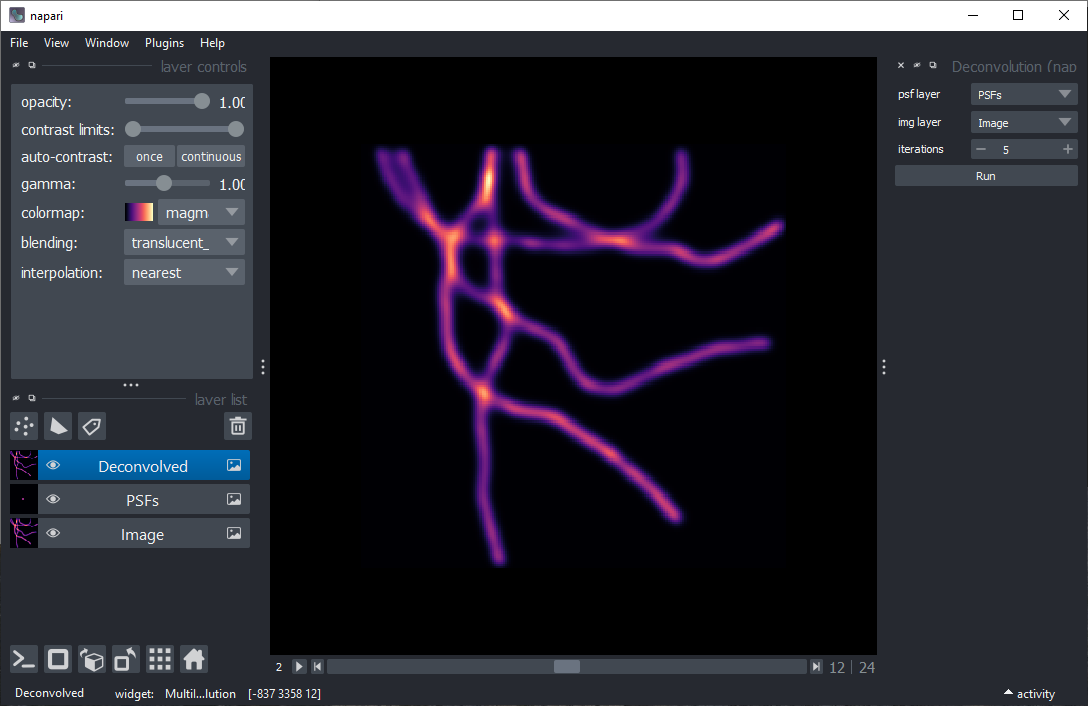 napari
File View Window Plugins Help
layer controls
opacity: 1.00
contrast limits:
auto-contrast: once continuous
gamma: 1.00
colormap: magm
blending: translucent_
interpolation: nearest
layer list
Deconvolved
PSFs
Image
2 12 | 24
Deconvolution (nap
psf layer PSFs
img layer Image
iterations − 5 +
Run
Deconvolved widget: Multil...lution [-837 3358 12] activity